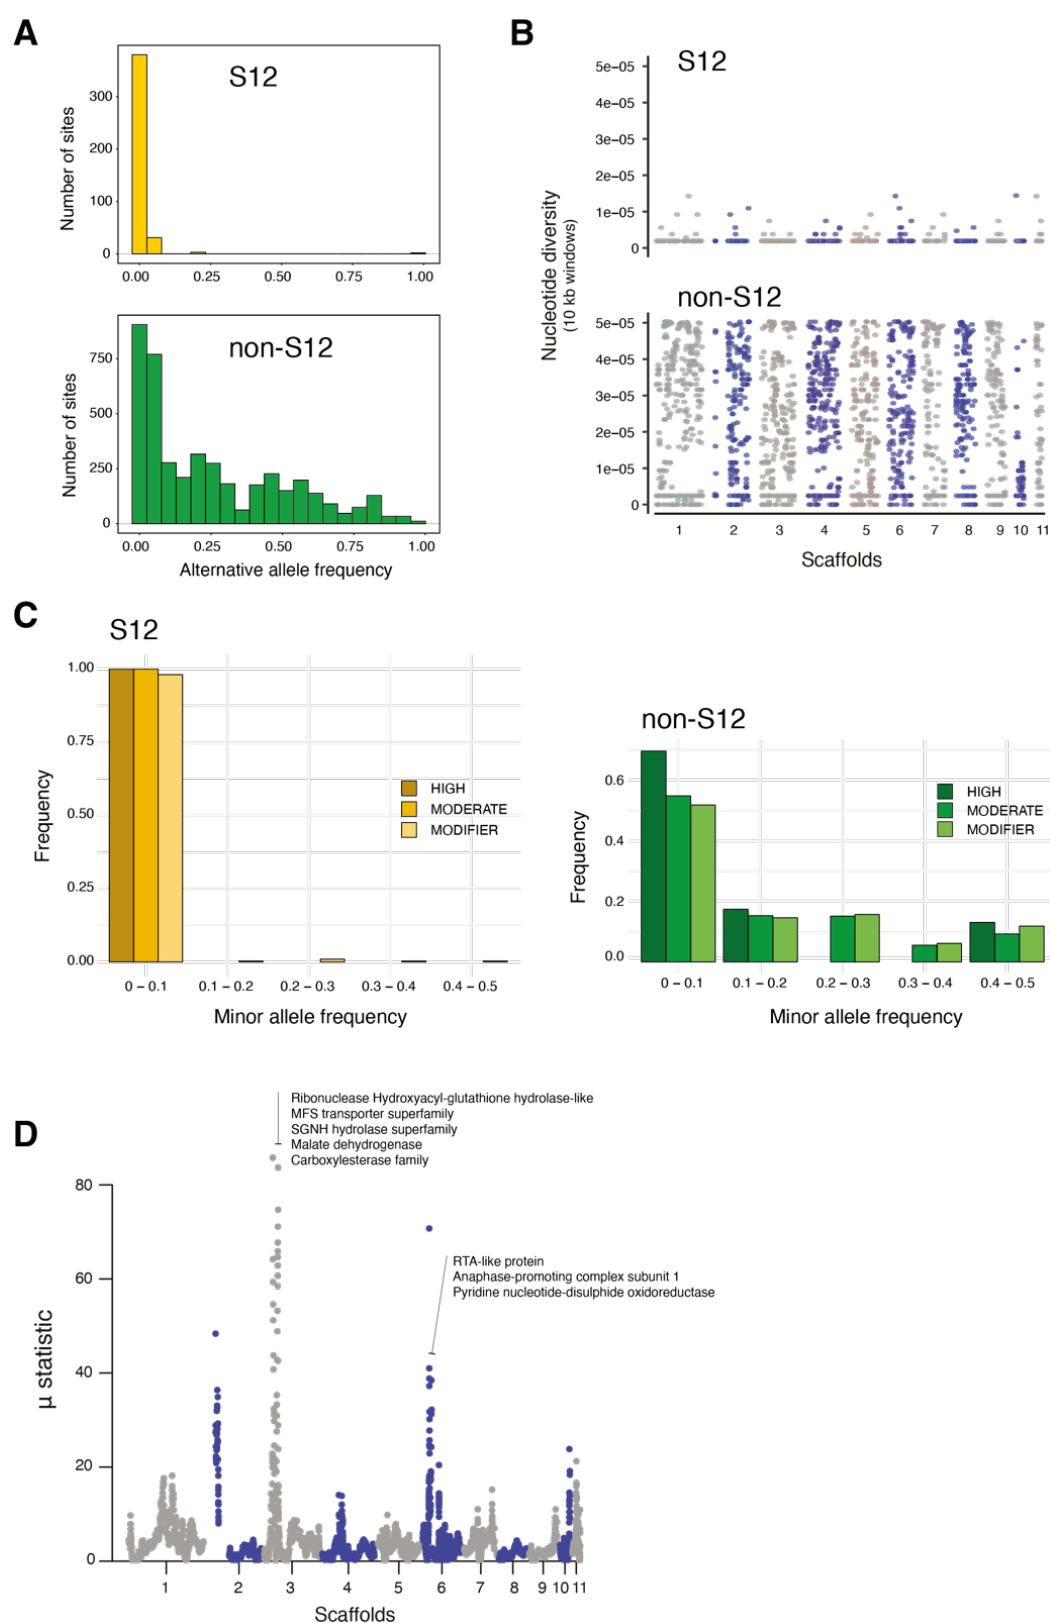 A
S12
Number of sites
300
200
100
0
0.00 0.25 0.50 0.75 1.00
non-S12
Number of sites
750
500
250
0
0.00 0.25 0.50 0.75 1.00
Alternative allele frequency
B
S12
Nucleotide diversity
(10 kb windows)
5e-05
4e-05
3e-05
2e-05
1e-05
0
non-S12
5e-05
4e-05
3e-05
2e-05
1e-05
0
1 2 3 4 5 6 7 8 9 10 11
Scaffolds
C
S12
Frequency
1.00
0.75
0.50
0.25
0.00
HIGH
MODERATE
MODIFIER
0 – 0.1 0.1 – 0.2 0.2 – 0.3 0.3 – 0.4 0.4 – 0.5
Minor allele frequency
non-S12
Frequency
0.6
0.4
0.2
0.0
HIGH
MODERATE
MODIFIER
0 – 0.1 0.1 – 0.2 0.2 – 0.3 0.3 – 0.4 0.4 – 0.5
Minor allele frequency
D
Ribonuclease Hydroxyacyl-glutathione hydrolase-like
MFS transporter superfamily
SGNH hydrolase superfamily
Malate dehydrogenase
Carboxylesterase family
RTA-like protein
Anaphase-promoting complex subunit 1
Pyridine nucleotide-disulphide oxidoreductase
µ statistic
80
60
40
20
0
1 2 3 4 5 6 7 8 9 10 11
Scaffolds